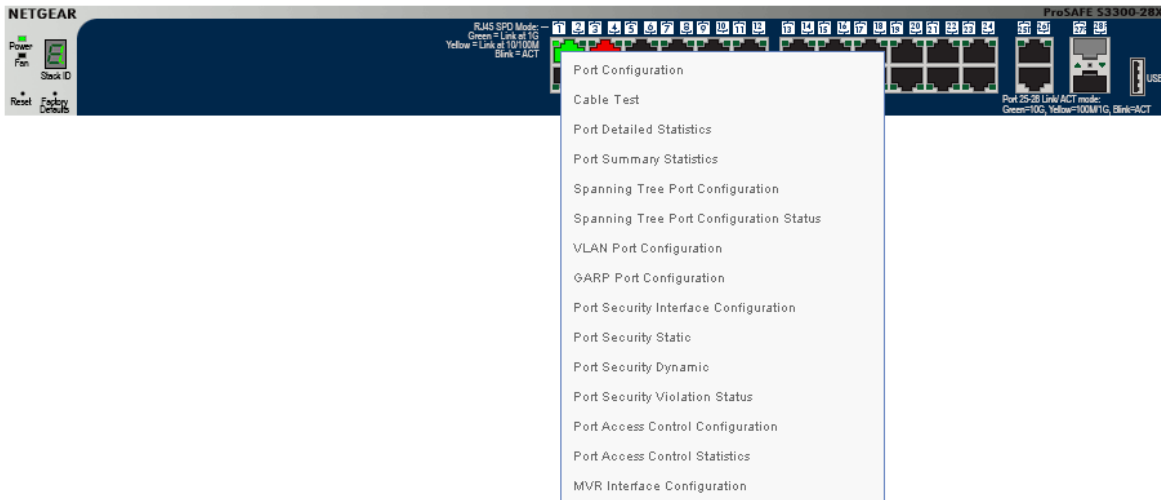 NETGEAR
ProSAFE S3300-28X
RJ45 SPD Mode:
Green = Link at 1G
Yellow = Link at 10/100M
Blink = ACT
1 2 3 4 5 6 7 8 9 10 11 12 13 14 15 16 17 18 19 20 21 22 23 24 25T 26T 27 28
Power
Fan
Stack ID
Reset Factory Defaults
USB
Port 25-28 Link/ ACT mode:
Green=10G, Yellow=100M/1G, Blink=ACT
Port Configuration
Cable Test
Port Detailed Statistics
Port Summary Statistics
Spanning Tree Port Configuration
Spanning Tree Port Configuration Status
VLAN Port Configuration
GARP Port Configuration
Port Security Interface Configuration
Port Security Static
Port Security Dynamic
Port Security Violation Status
Port Access Control Configuration
Port Access Control Statistics
MVR Interface Configuration